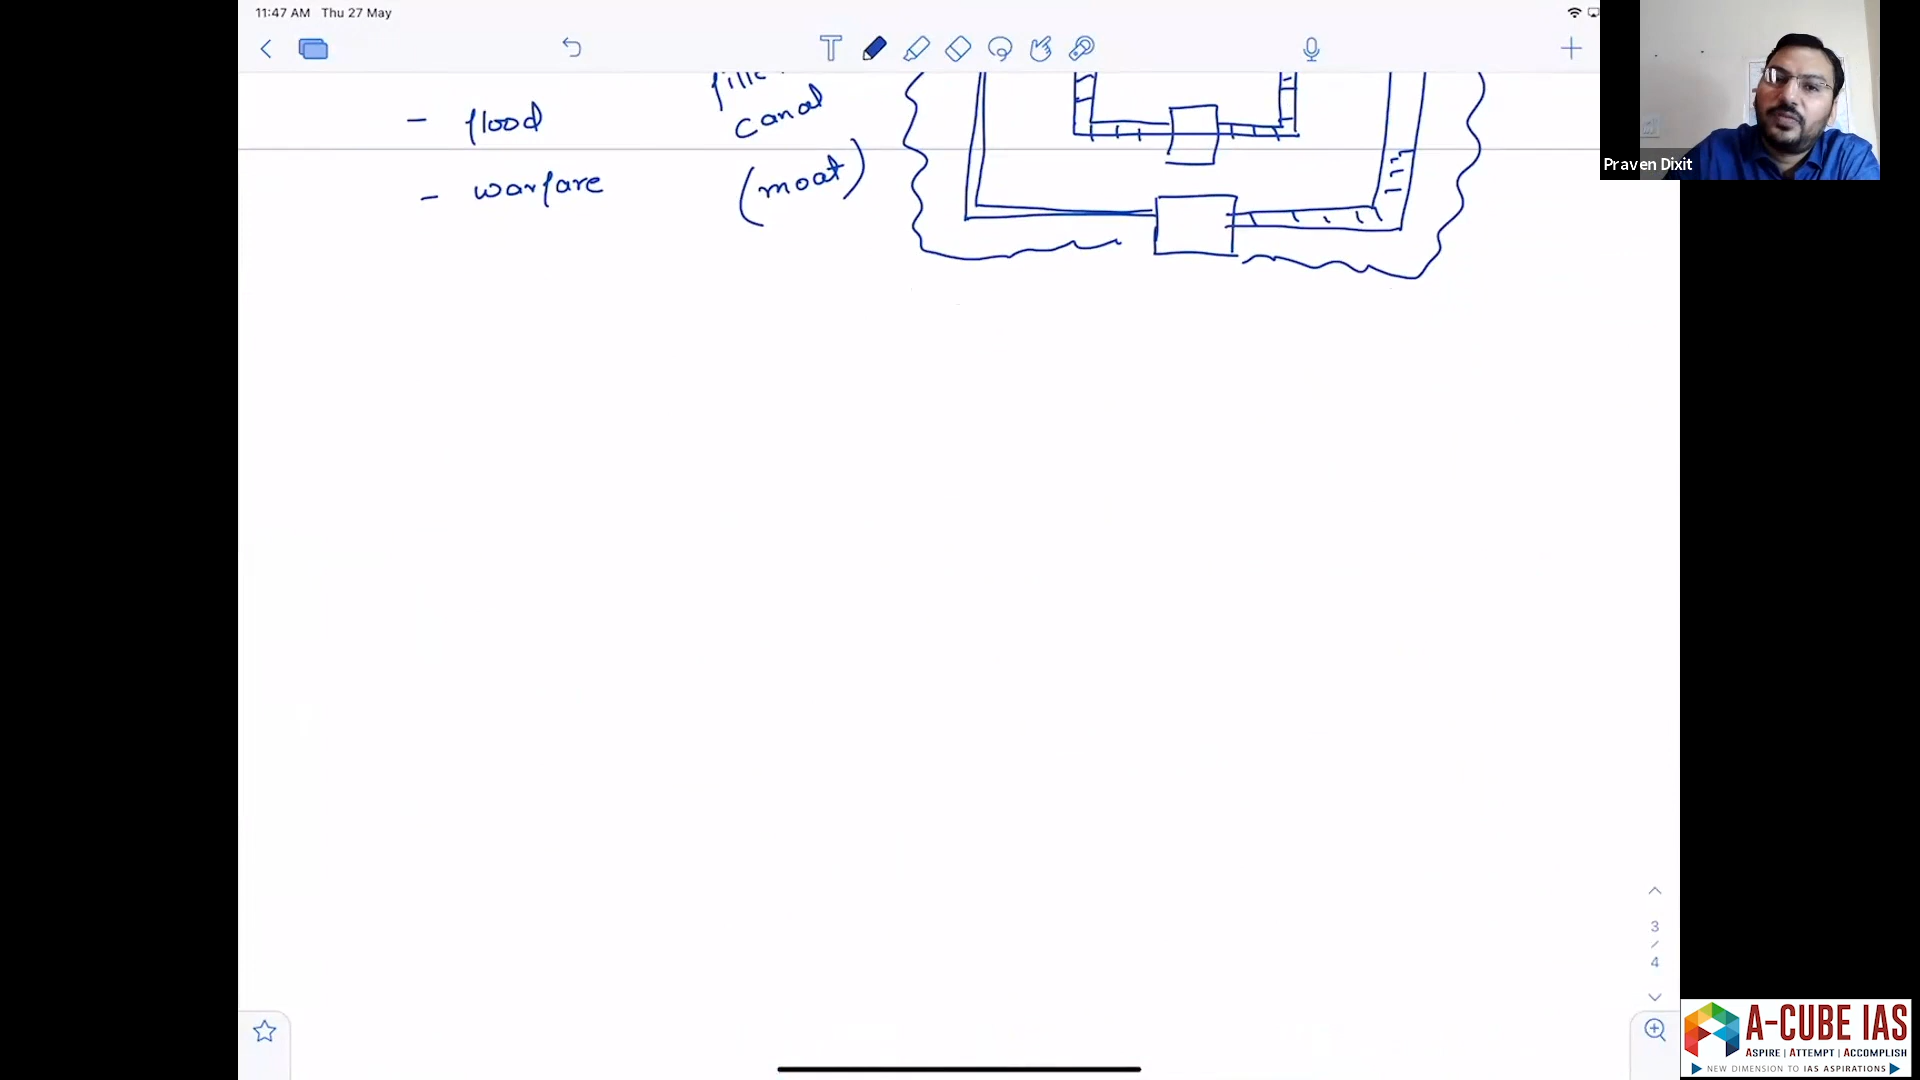 11:47 AM Thu 27 May
T
- flood
canal
- warfare
(moat)
Praven Dixit
3
/
4
A-CUBE IAS
ASPIRE | ATTEMPT | ACCOMPLISH
NEW DIMENSION TO IAS ASPIRATIONS